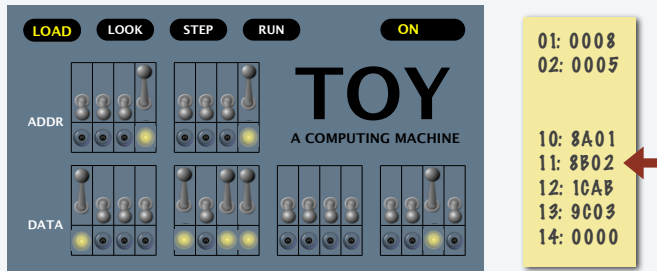 LOAD LOOK STEP RUN ON
ADDR
TOY
A COMPUTING MACHINE
DATA
01: 0008
02: 0005
10: 8A01
11: 8B02
12: 1CAB
13: 9C03
14: 0000